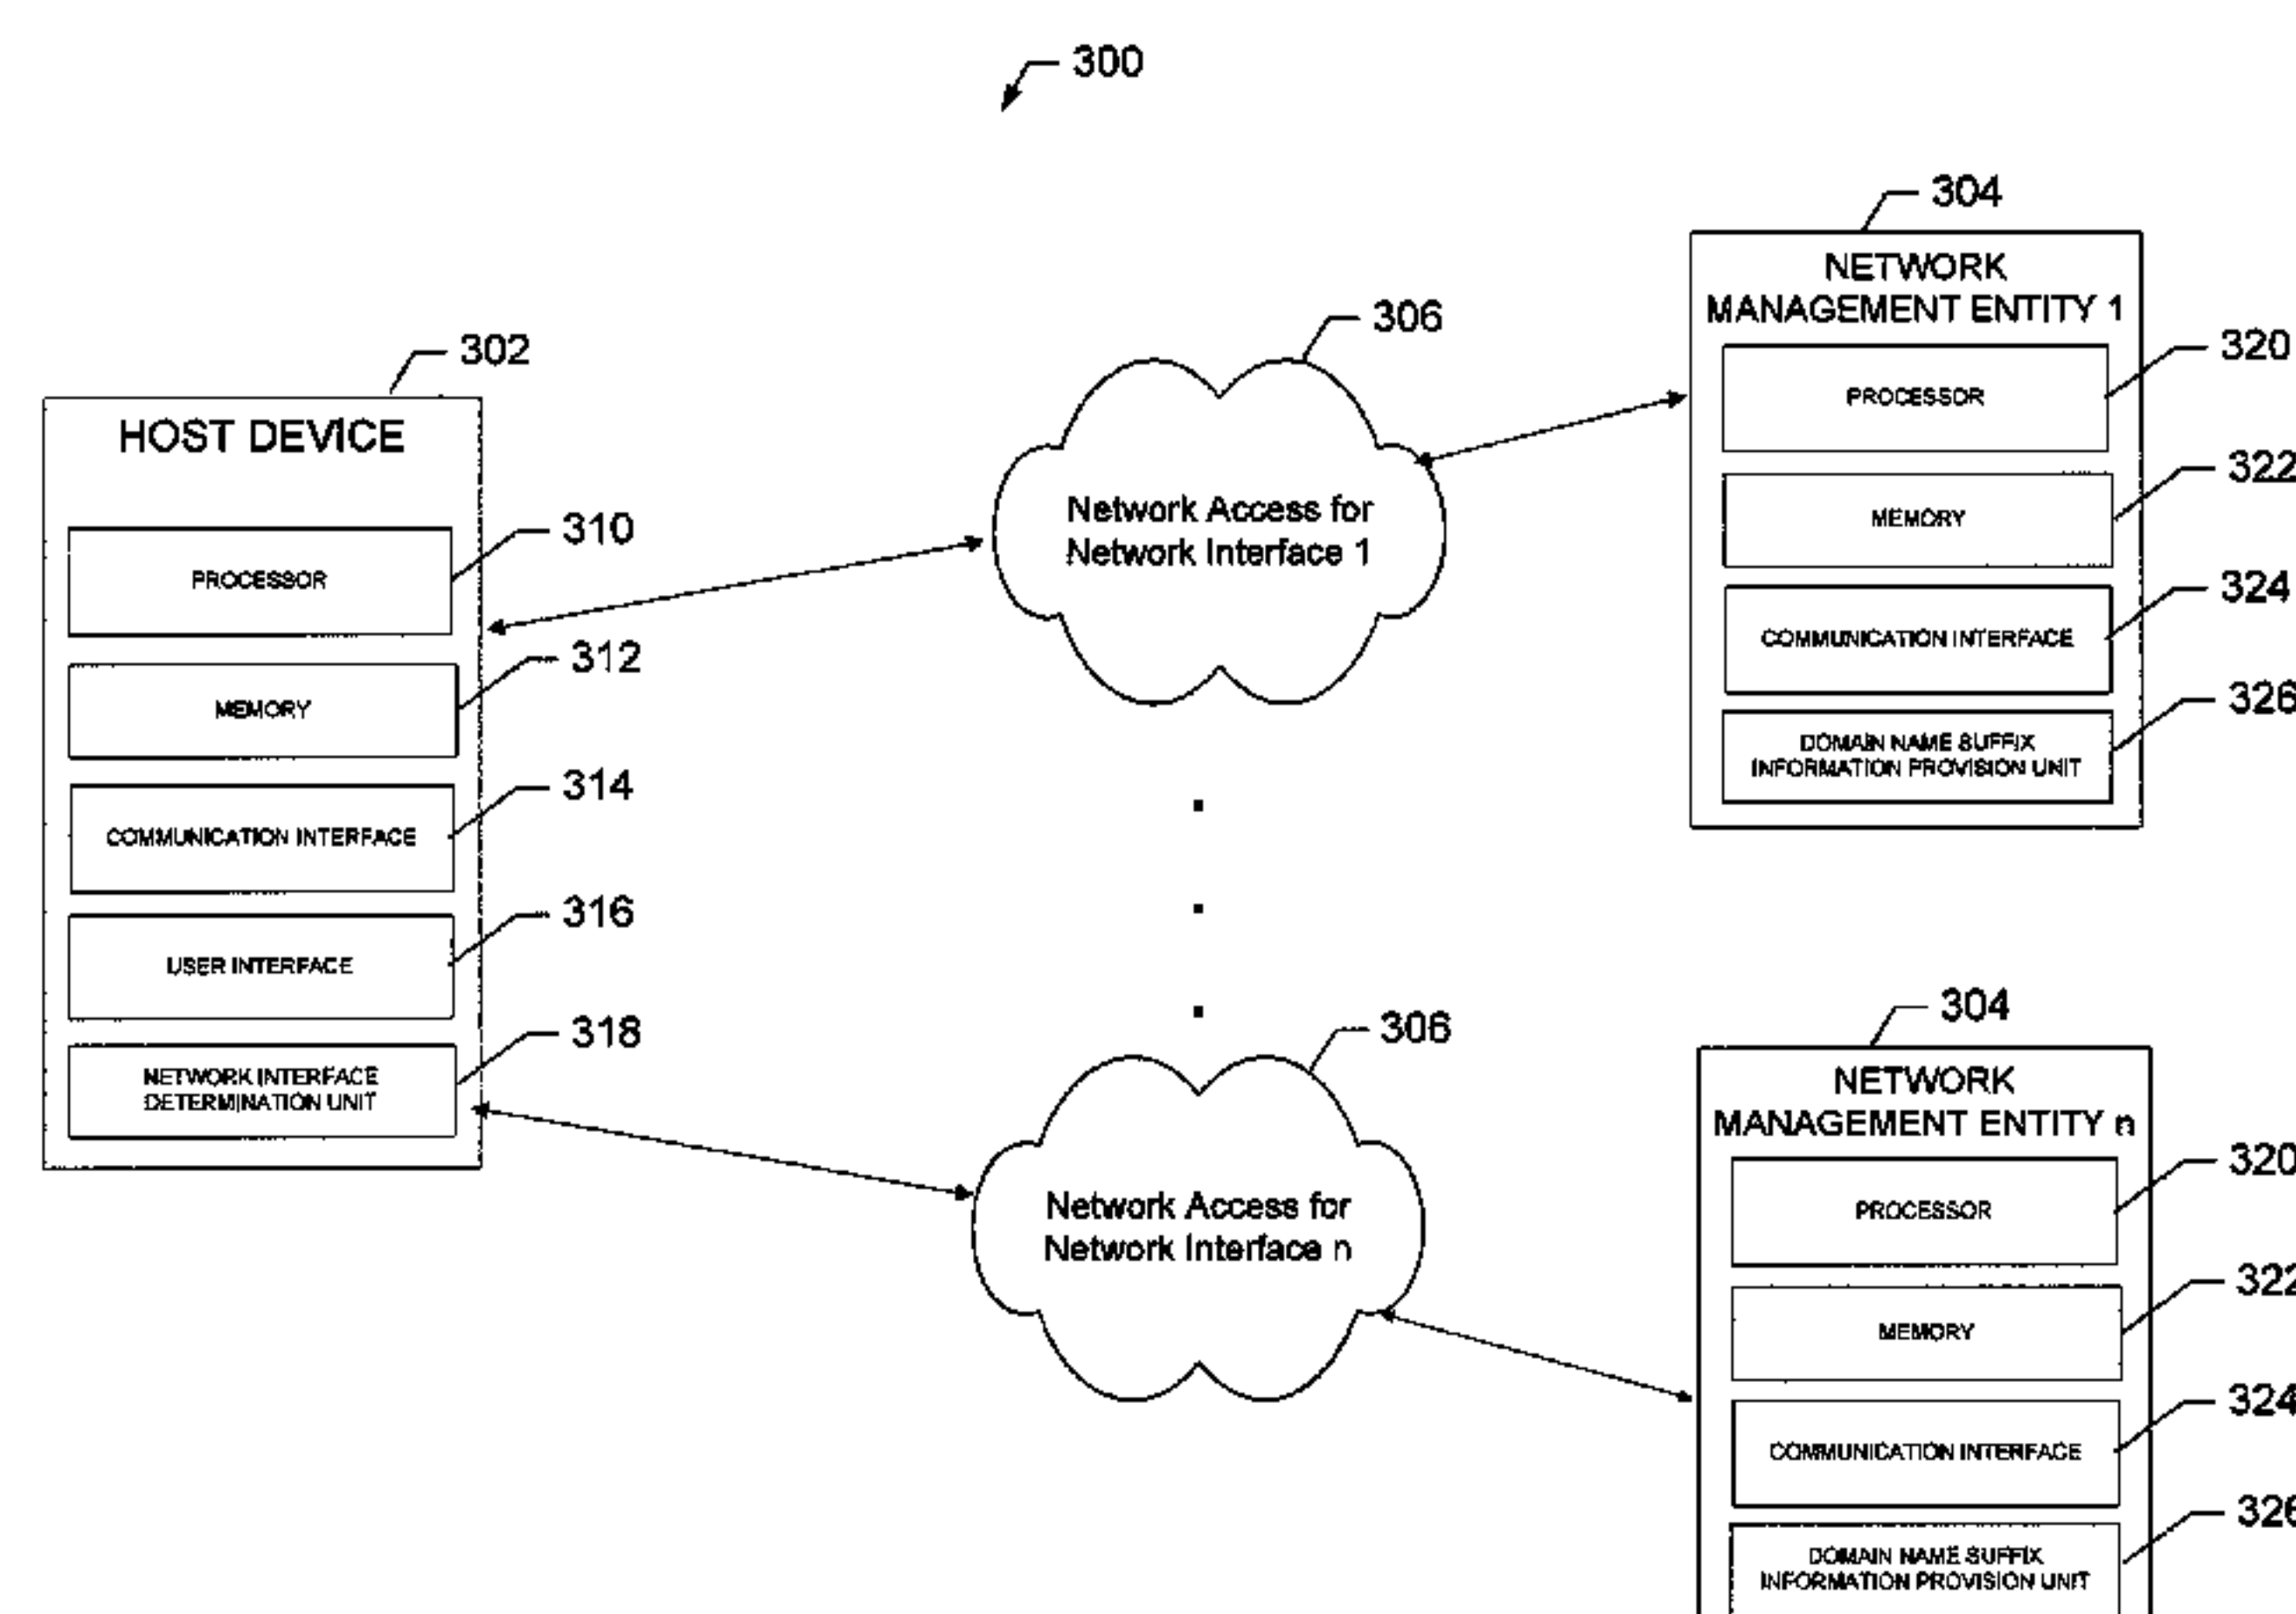 300
302
HOST DEVICE
310
PROCESSOR
312
MEMORY
314
COMMUNICATION INTERFACE
316
USER INTERFACE
318
NETWORK INTERFACE
DETERMINATION UNIT
306
Network Access for
Network Interface 1
306
Network Access for
Network Interface n
304
NETWORK
MANAGEMENT ENTITY 1
320
PROCESSOR
322
MEMORY
324
COMMUNICATION INTERFACE
326
DOMAIN NAME SUFFIX
INFORMATION PROVISION UNIT
304
NETWORK
MANAGEMENT ENTITY n
320
PROCESSOR
322
MEMORY
324
COMMUNICATION INTERFACE
326
DOMAIN NAME SUFFIX
INFORMATION PROVISION UNIT